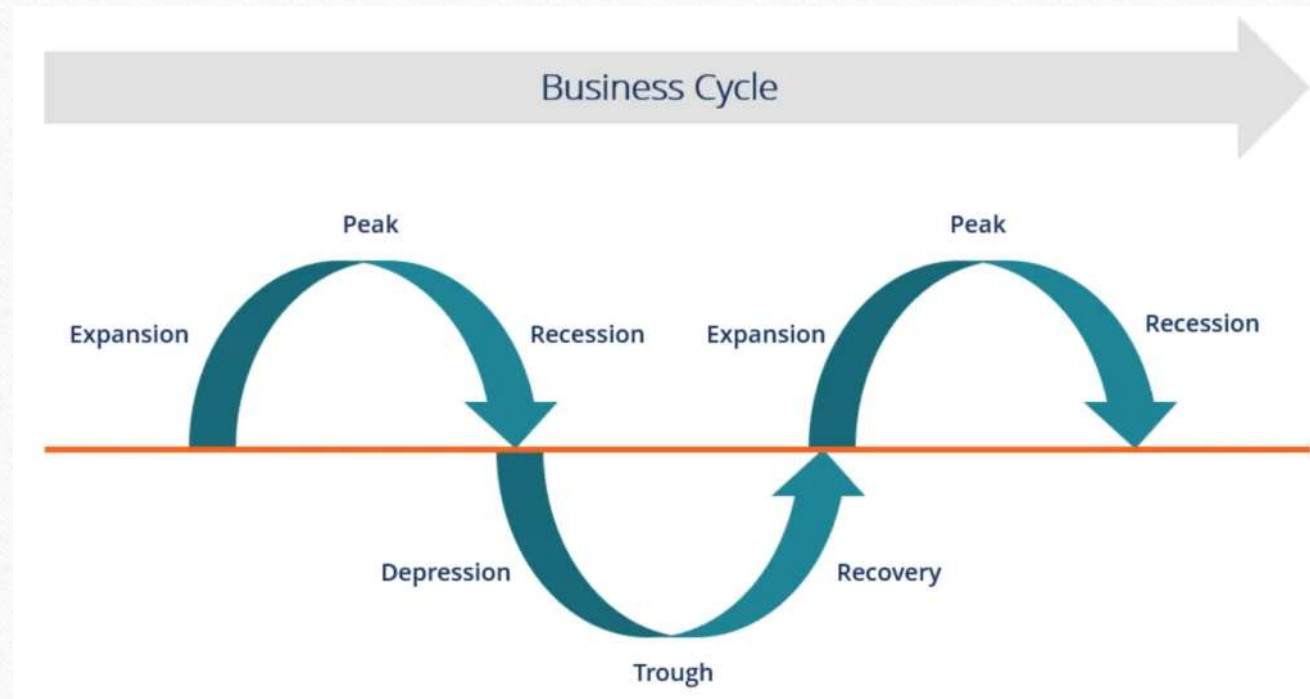 Business Cycle
Peak
Peak
Expansion
Recession
Expansion
Recession
Depression
Recovery
Trough